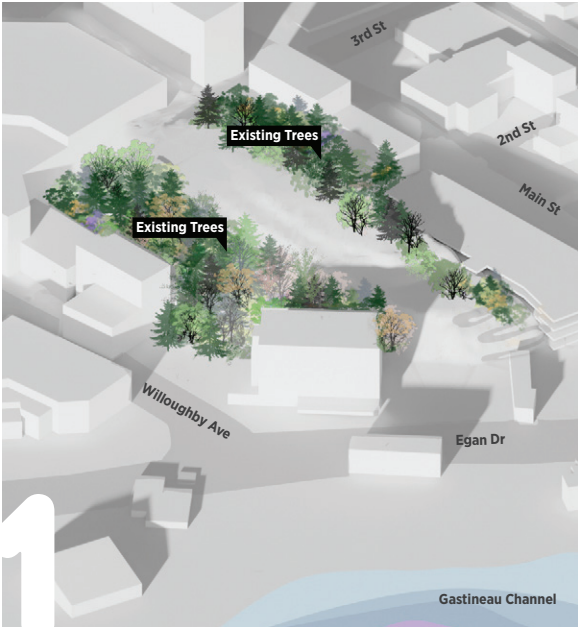 3rd St
2nd St
Existing Trees
Main St
Existing Trees
Willoughby Ave
Egan Dr
1
Gastineau Channel